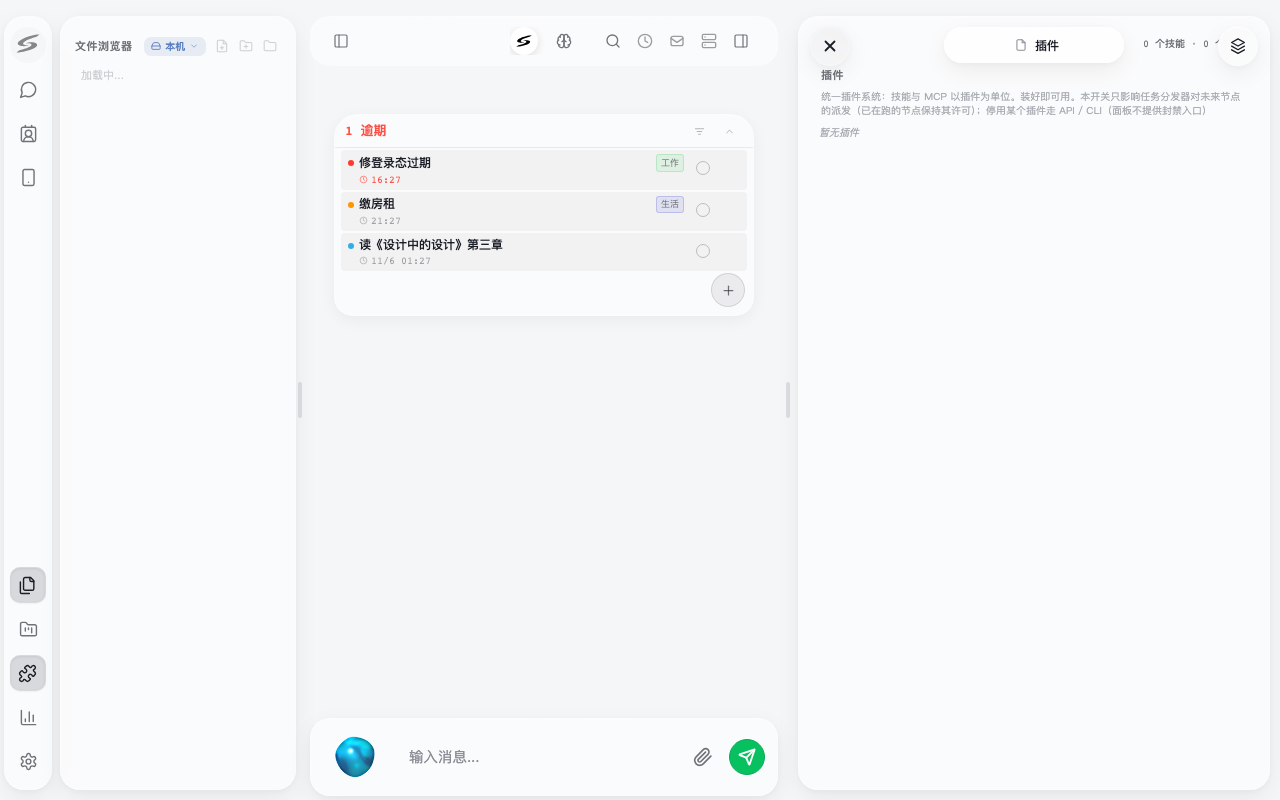 文件浏览器
本机
加载中...
1 逾期
修登录态过期
工作
16:27
缴房租
生活
21:27
读《设计中的设计》第三章
11/6 01:27
输入消息...
插件
0 个技能 · 0
插件
统一插件系统：技能与 MCP 以插件为单位。装好即可用。本开关只影响任务分发器对未来节点
的派发（已在跑的节点保持其许可）；停用某个插件走 API / CLI（面板不提供封禁入口）
暂无插件